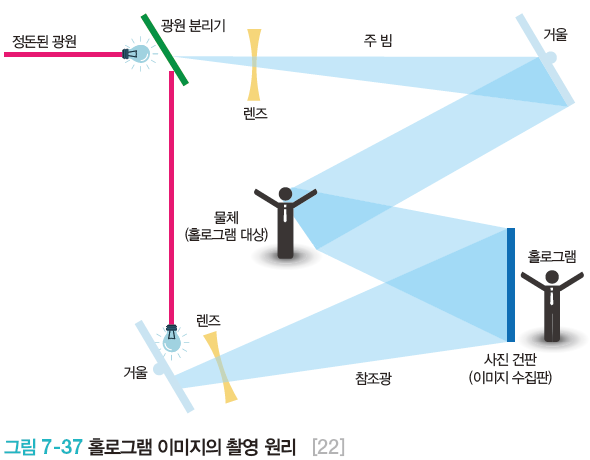 정돈된 광원
광원 분리기
주 빔
거울
렌즈
물체
(홀로그램 대상)
홀로그램
렌즈
거울
참조광
사진 건판
(이미지 수집판)
그림 7-37 홀로그램 이미지의 촬영 원리 [22]